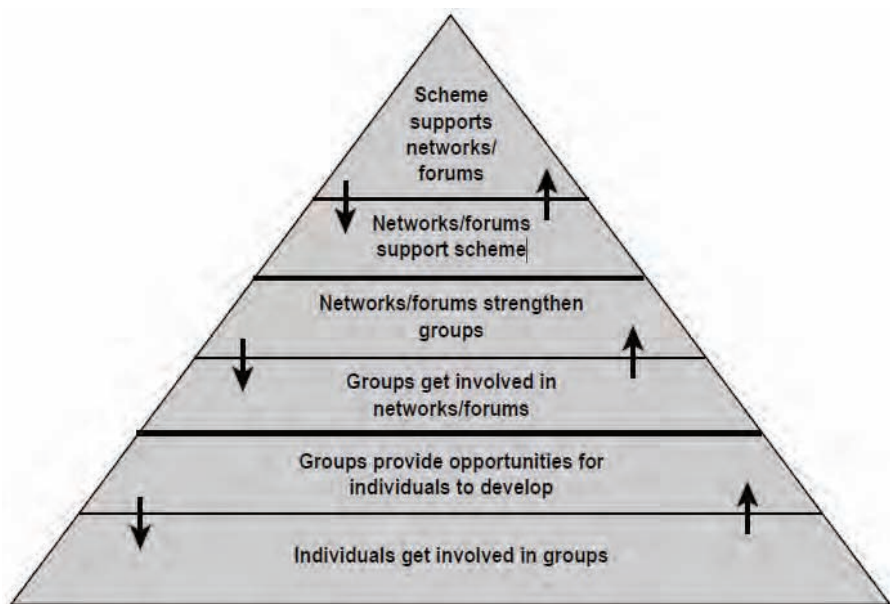 Scheme
supports
networks/
forums
Networks/forums
support scheme
Networks/forums strengthen
groups
Groups get involved in
networks/forums
Groups provide opportunities for
individuals to develop
Individuals get involved in groups